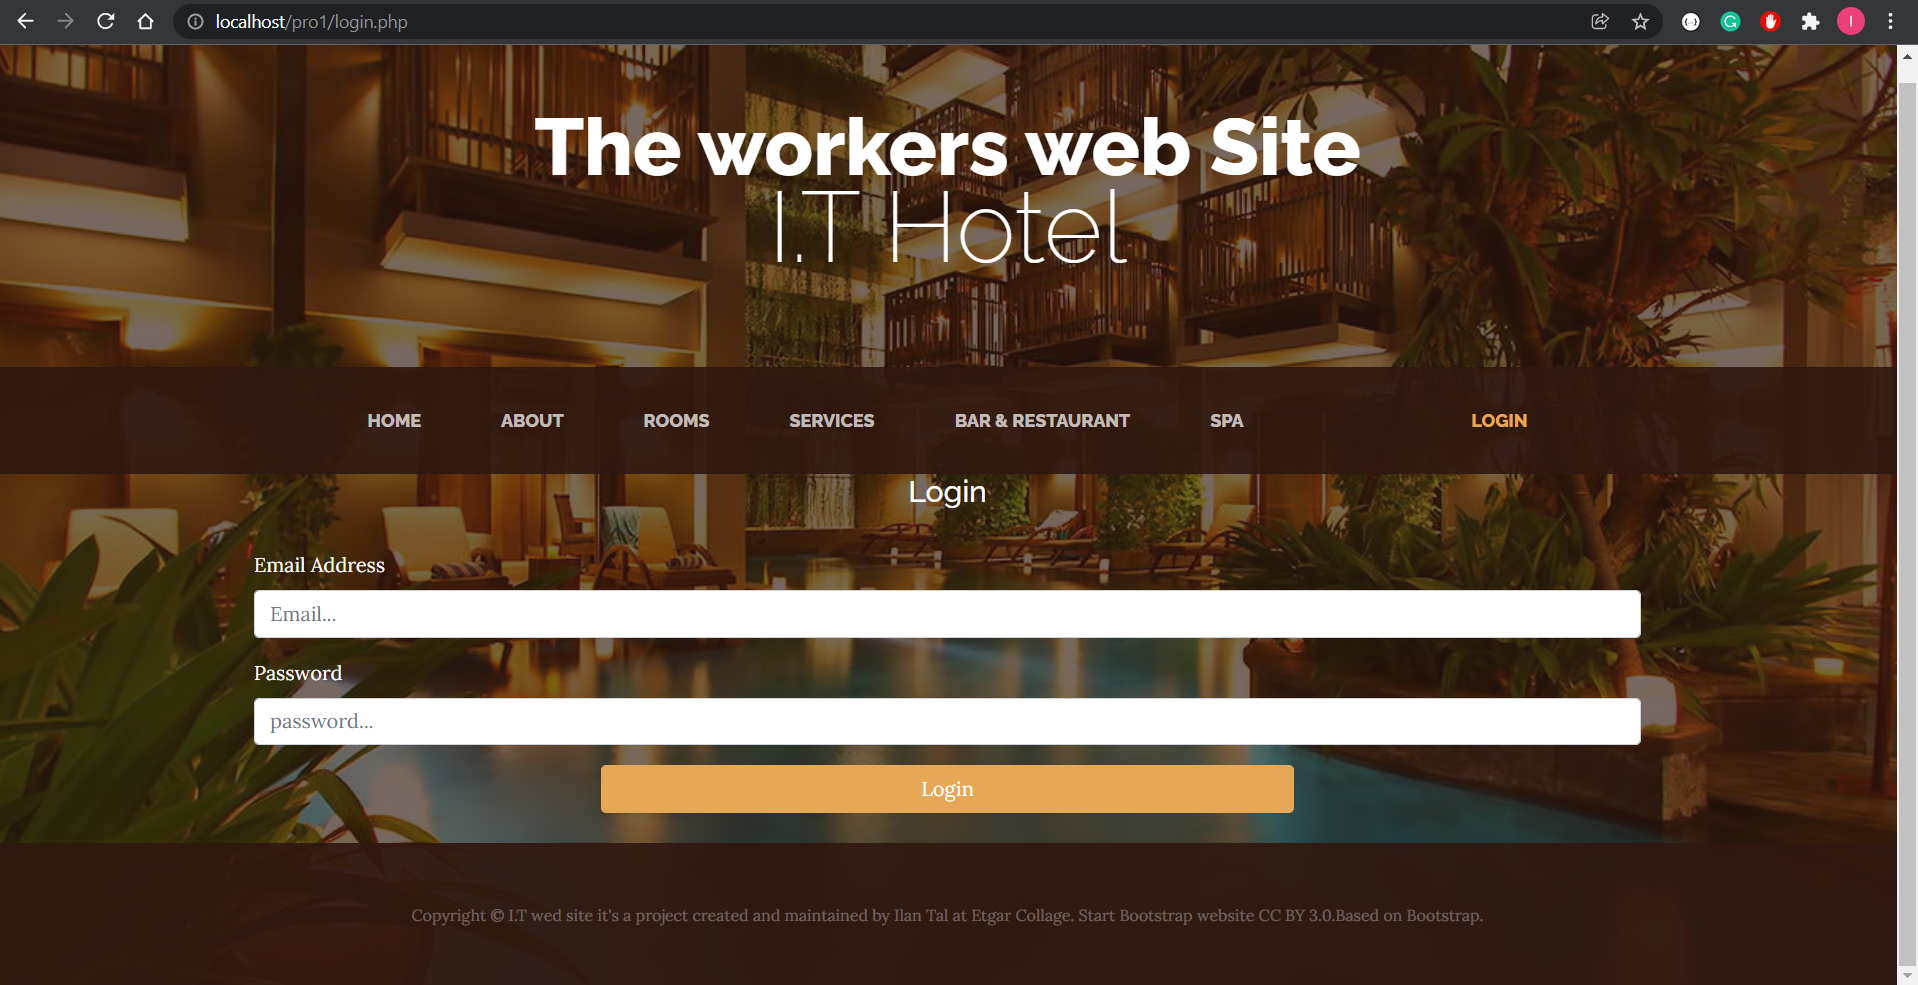 localhost/pro1/login.php
I
The workers web Site
I.T Hotel
HOME ABOUT ROOMS SERVICES BAR & RESTAURANT SPA LOGIN
Login
Email Address
Email...
Password
password...
Login
Copyright © I.T wed site it's a project created and maintained by Ilan Tal at Etgar Collage. Start Bootstrap website CC BY 3.0.Based on Bootstrap.